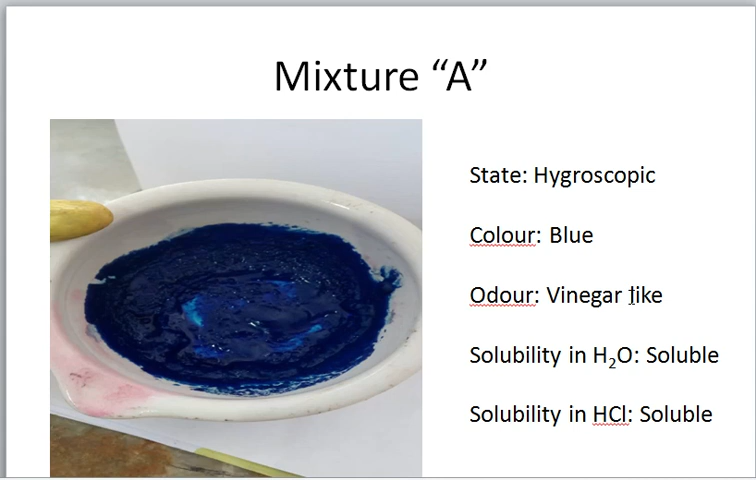 Mixture “A”
State: Hygroscopic
Colour: Blue
Odour: Vinegar like
Solubility in H₂O: Soluble
Solubility in HCl: Soluble